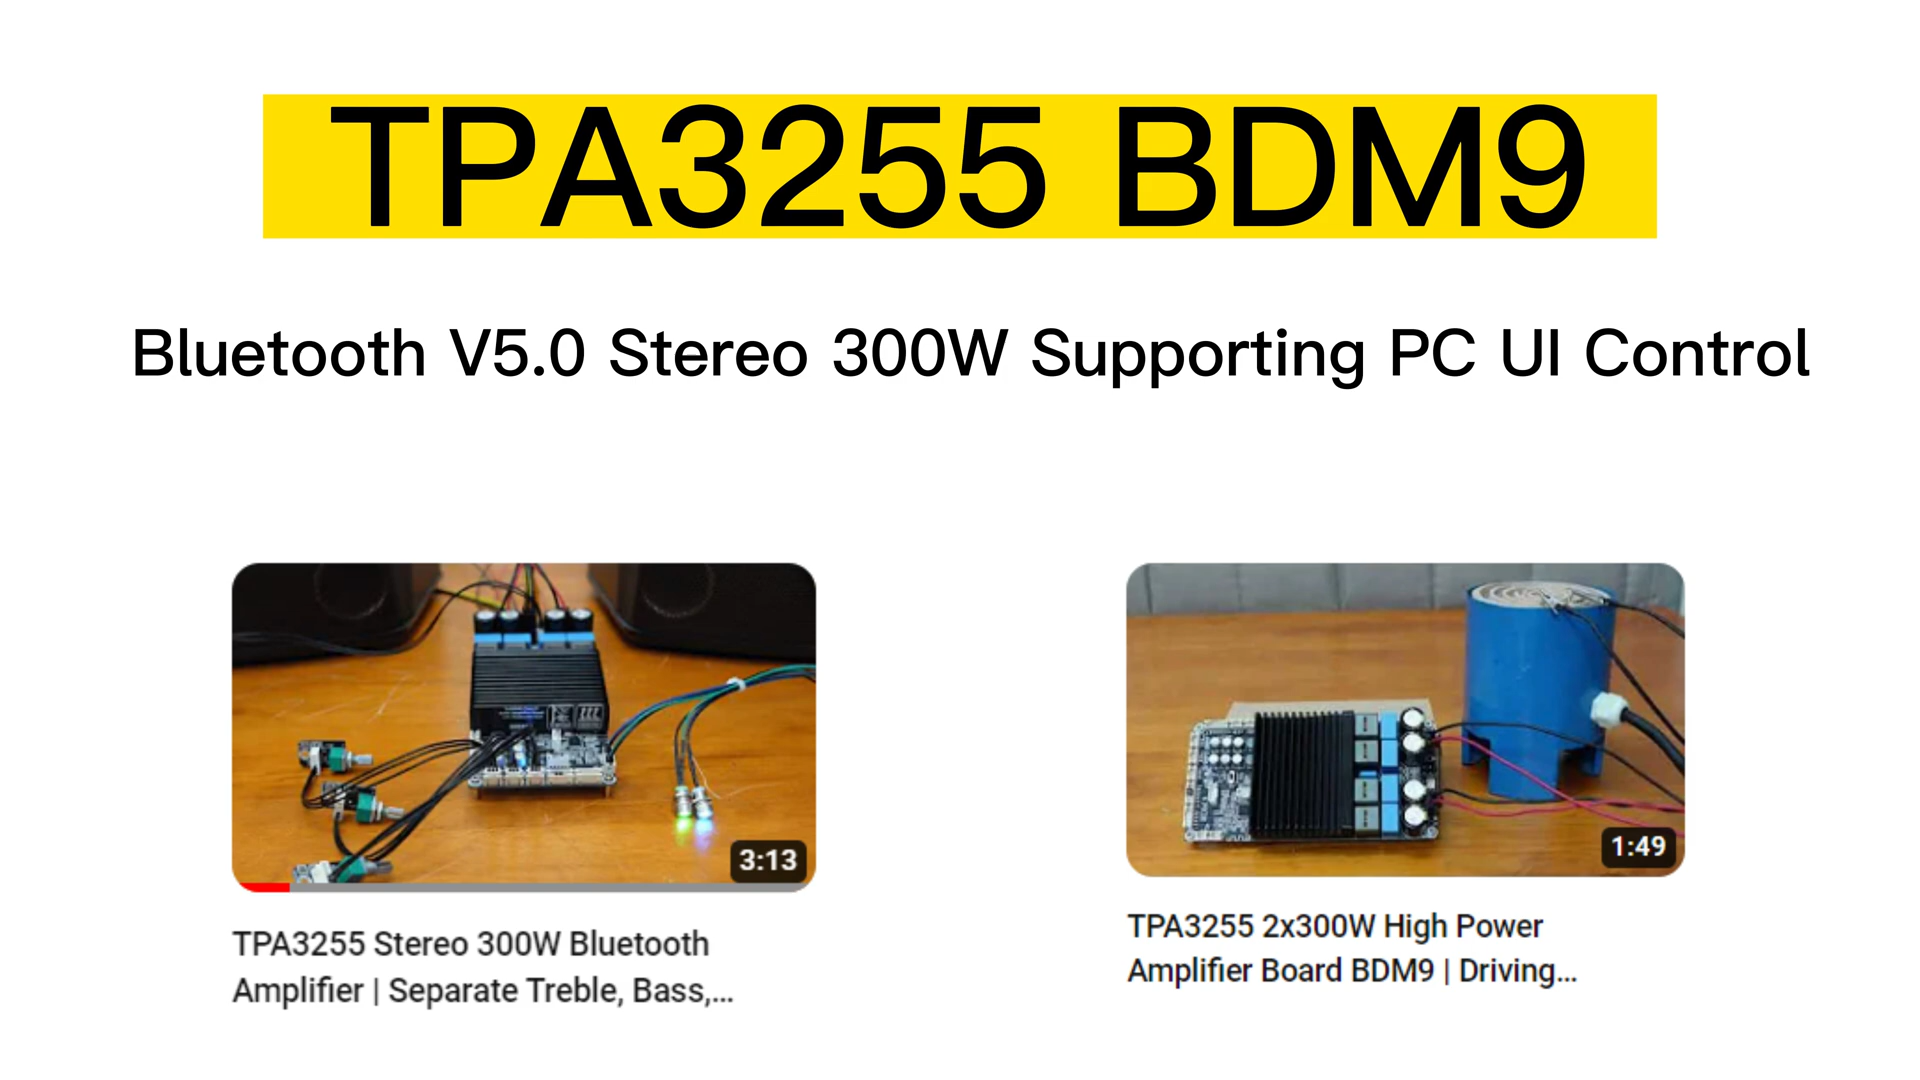 TPA3255 BDM9
Bluetooth V5.0 Stereo 300W Supporting PC UI Control
3:13
TPA3255 Stereo 300W Bluetooth
Amplifier | Separate Treble, Bass,...
1:49
TPA3255 2x300W High Power
Amplifier Board BDM9 | Driving...